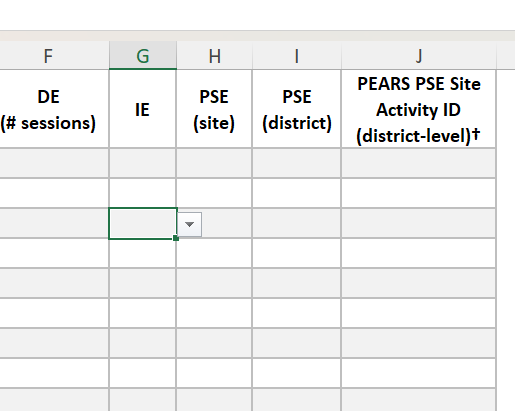 F G H I J
DE
(# sessions)
IE
PSE
(site)
PSE
(district)
PEARS PSE Site
Activity ID
(district-level)†